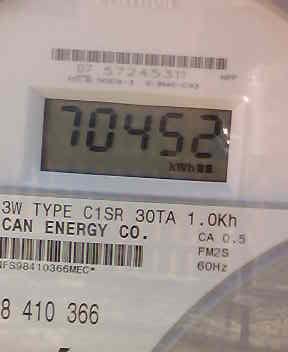 07 57245311
70452
kWh
3W TYPE C1SR 30TA 1.0Kh
CAN ENERGY CO.
CA 0.5
FM2S
60Hz
NFS98410366MEC*
8 410 366